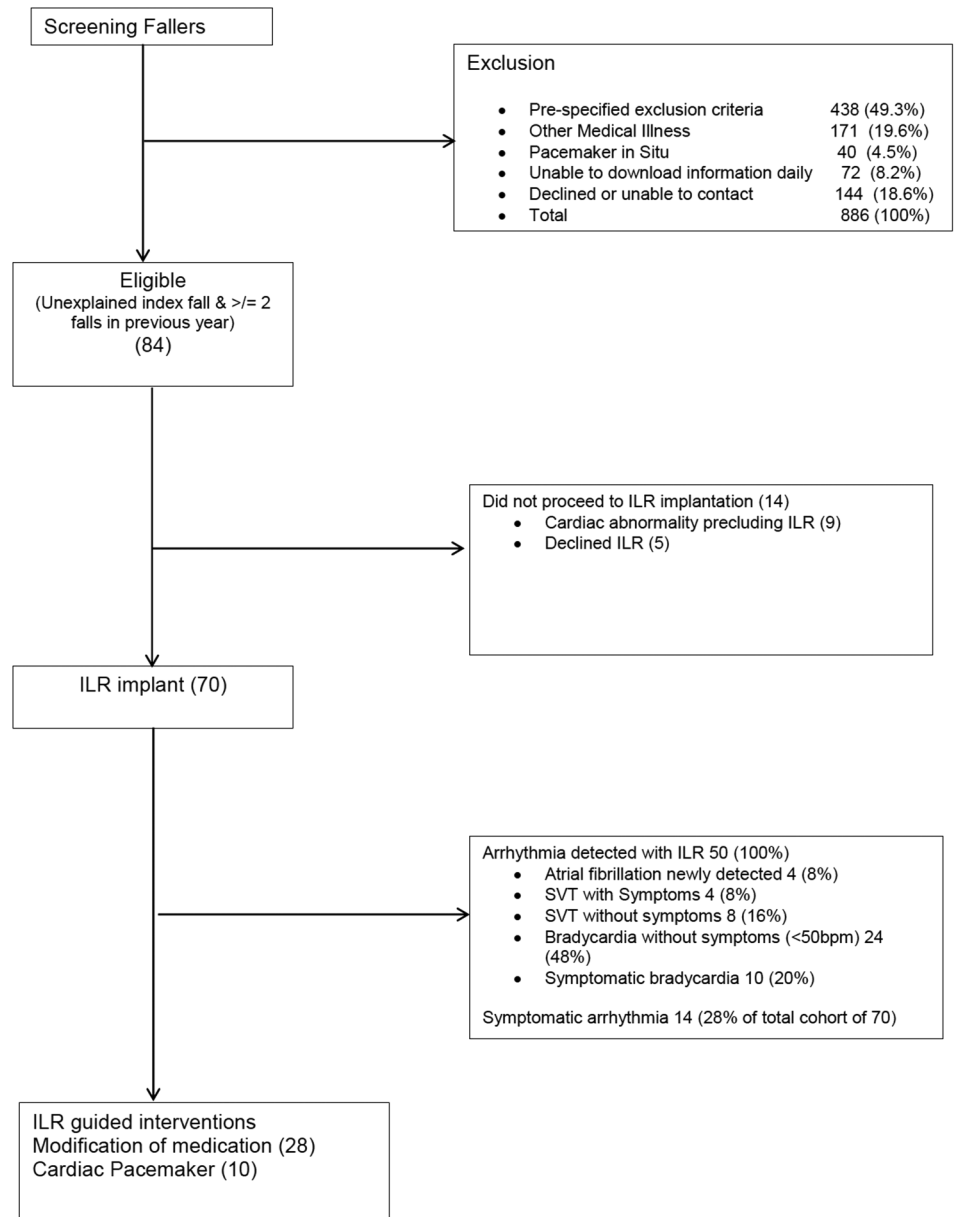 Screening Fallers
Exclusion
• Pre-specified exclusion criteria 438 (49.3%)
• Other Medical Illness 171 (19.6%)
• Pacemaker in Situ 40 (4.5%)
• Unable to download information daily 72 (8.2%)
• Declined or unable to contact 144 (18.6%)
• Total 886 (100%)
Eligible
(Unexplained index fall & >/= 2
falls in previous year)
(84)
Did not proceed to ILR implantation (14)
• Cardiac abnormality precluding ILR (9)
• Declined ILR (5)
ILR implant (70)
Arrhythmia detected with ILR 50 (100%)
• Atrial fibrillation newly detected 4 (8%)
• SVT with Symptoms 4 (8%)
• SVT without symptoms 8 (16%)
• Bradycardia without symptoms (<50bpm) 24
(48%)
• Symptomatic bradycardia 10 (20%)
Symptomatic arrhythmia 14 (28% of total cohort of 70)
ILR guided interventions
Modification of medication (28)
Cardiac Pacemaker (10)